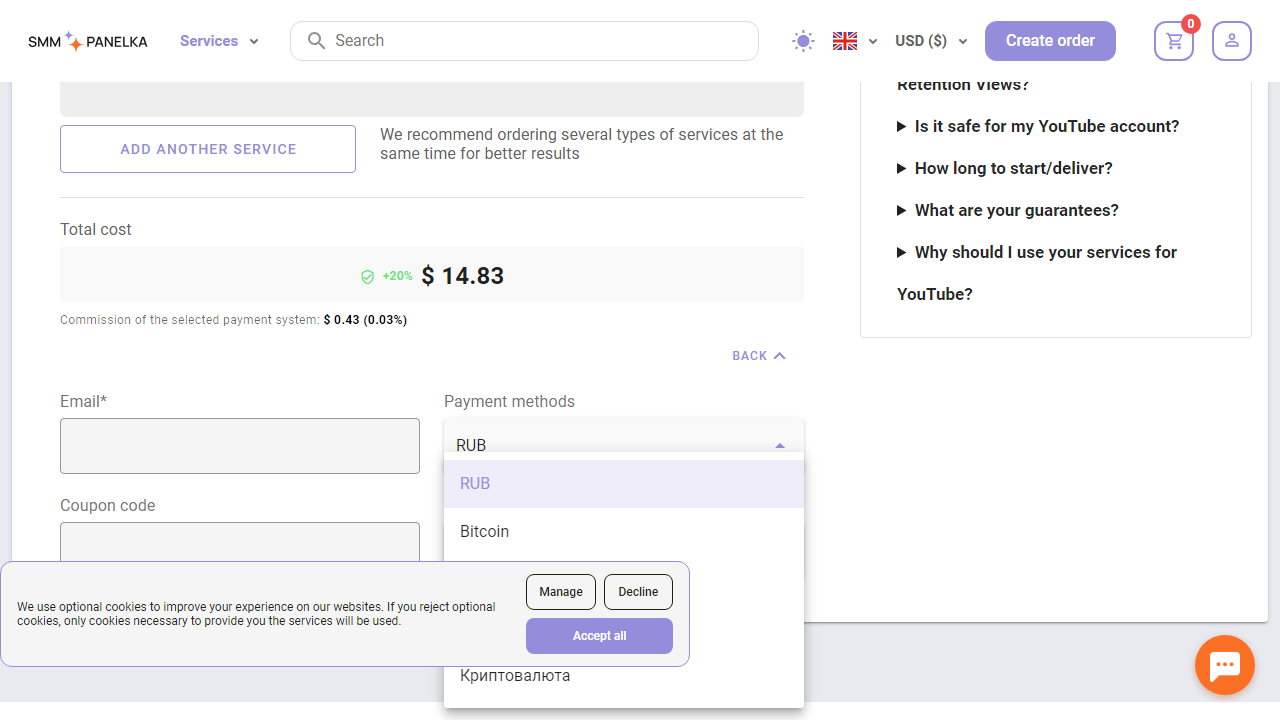 SMM PANELKA
Services
Search
USD ($)
Create order
0
Retention Views?
Is it safe for my YouTube account?
How long to start/deliver?
What are your guarantees?
Why should I use your services for
YouTube?
ADD ANOTHER SERVICE
We recommend ordering several types of services at the
same time for better results
Total cost
+20% $ 14.83
Commission of the selected payment system: $ 0.43 (0.03%)
BACK
Email*
Payment methods
RUB
RUB
Bitcoin
Криптовалюта
Coupon code
We use optional cookies to improve your experience on our websites. If you reject optional
cookies, only cookies necessary to provide you the services will be used.
Manage
Decline
Accept all